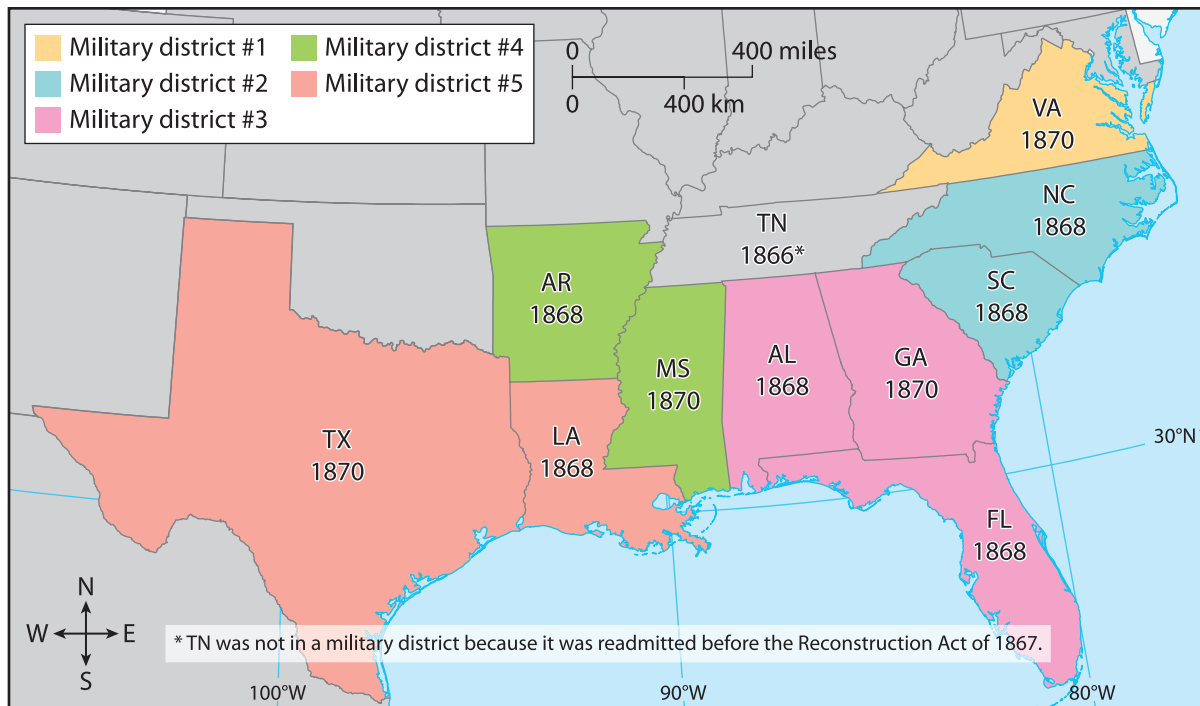 Military district #1
Military district #2
Military district #3
Military district #4
Military district #5
0 400 miles
0 400 km
VA
1870
NC
1868
TN
1866*
SC
1868
AR
1868
MS
1870
AL
1868
GA
1870
TX
1870
LA
1868
FL
1868
30°N
N
W E
S
* TN was not in a military district because it was readmitted before the Reconstruction Act of 1867.
100°W
90°W
80°W